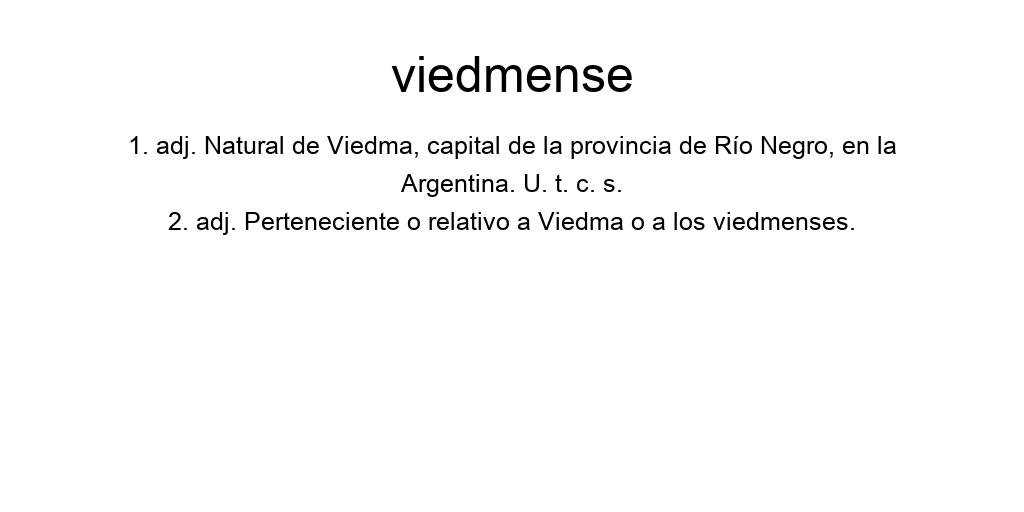 viedmense
1. adj. Natural de Viedma, capital de la provincia de Río Negro, en la
Argentina. U. t. c. s.
2. adj. Perteneciente o relativo a Viedma o a los viedmenses.